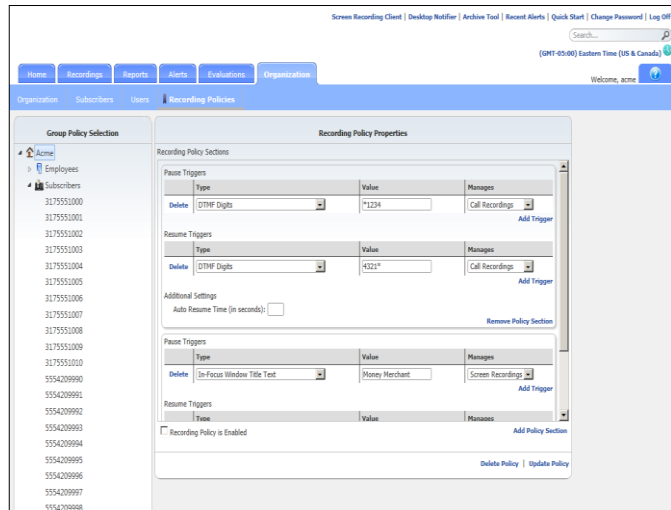 Screen Recording Client | Desktop Notifier | Archive Tool | Recent Alerts | Quick Start | Change Password | Log Off
Search...
(GMT-05:00) Eastern Time (US & Canada)
Home Recordings Reports Alerts Evaluations Organization
Welcome, acme
Organization Subscribers Users Recording Policies
Group Policy Selection
Acme
Employees
Subscribers
3175551000
3175551001
3175551002
3175551003
3175551004
3175551005
3175551006
3175551007
3175551008
3175551009
3175551010
5554209990
5554209991
5554209992
5554209993
5554209994
5554209995
5554209996
5554209997
5554209998
Recording Policy Properties
Recording Policy Sections
Pause Triggers
Type Value Manages
Delete DTMF Digits *1234 Call Recordings
Add Trigger
Resume Triggers
Type Value Manages
Delete DTMF Digits 4321* Call Recordings
Add Trigger
Additional Settings
Auto Resume Time (in seconds):
Remove Policy Section
Pause Triggers
Type Value Manages
Delete In-Focus Window Title Text Money Merchant Screen Recordings
Add Trigger
Resume Triggers
Type Value Manages
Recording Policy is Enabled Add Policy Section
Delete Policy | Update Policy